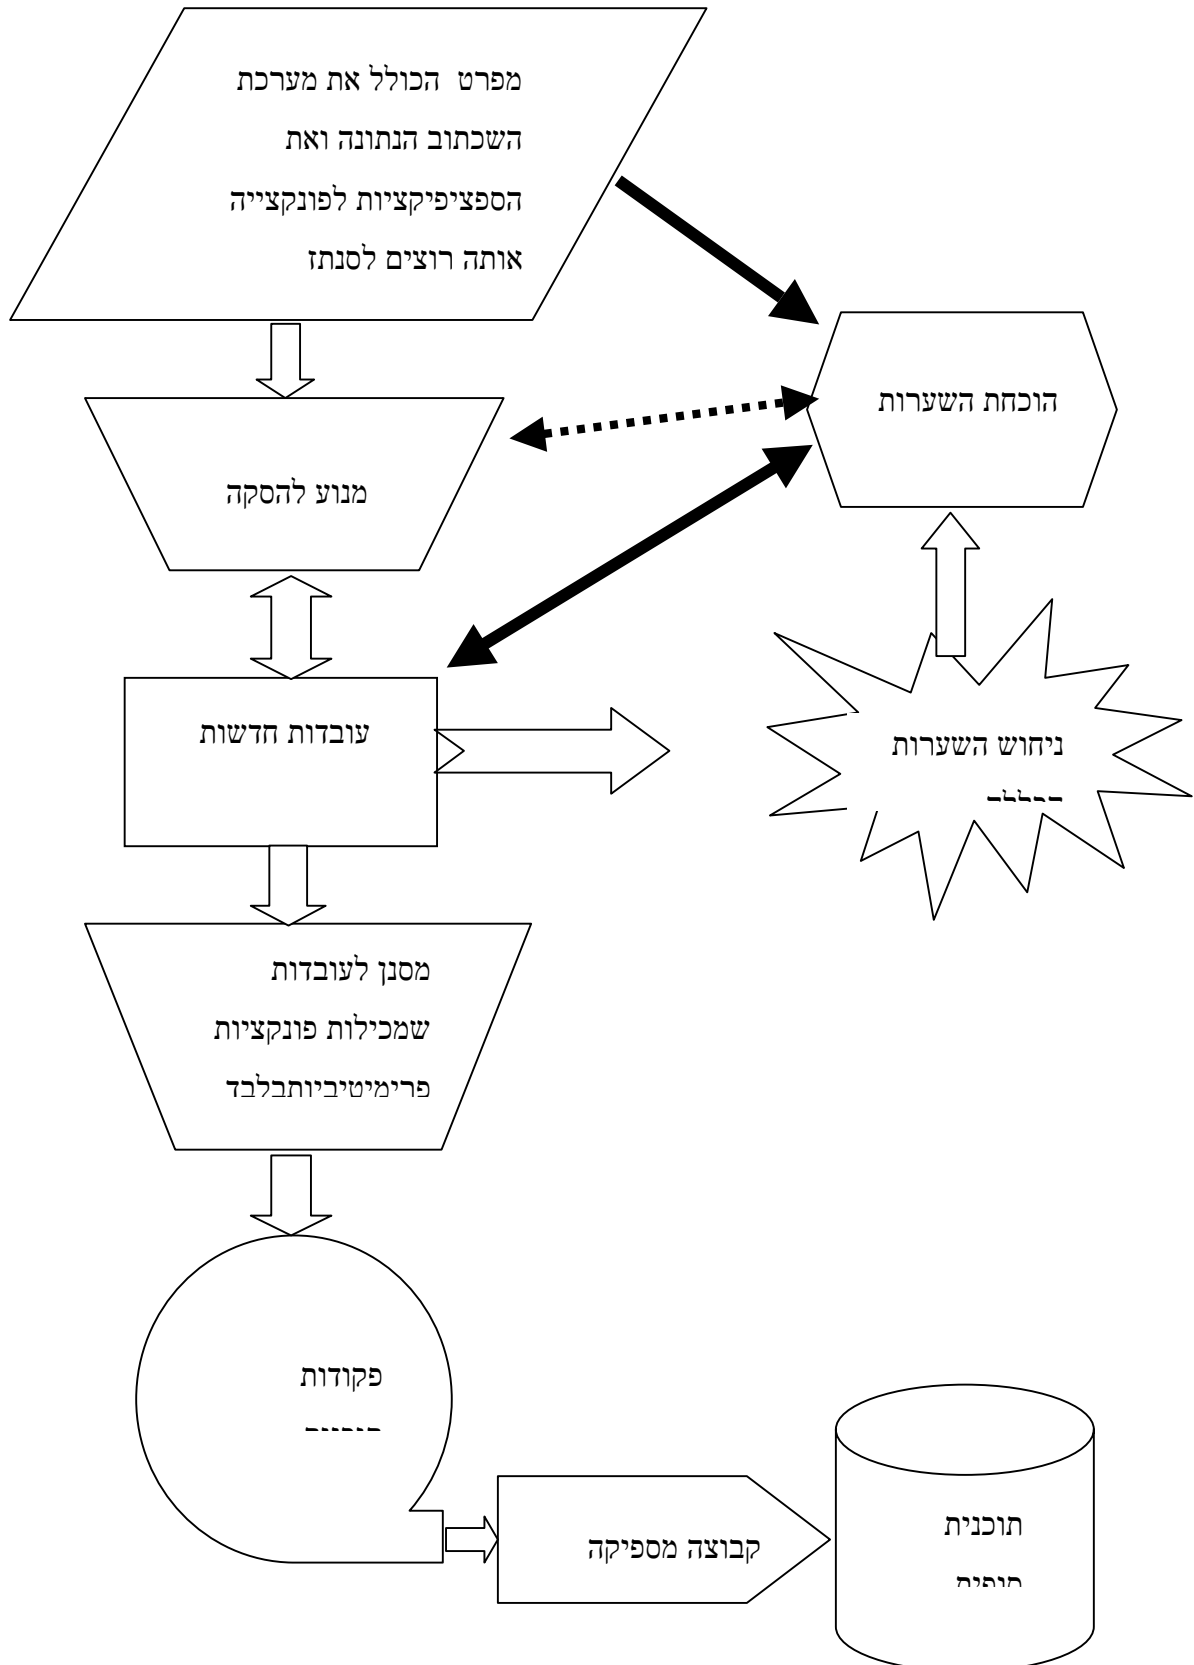 מפרט הכולל את מערכת
השכתוב הנתונה ואת
הספציפיקציות לפונקצייה
אותה רוצים לסנתז
הוכחת השערות
מנוע להסקה
עובדות חדשות
ניחוש השערות
מסנן לעובדות
שמכילות פונקציות
פרימיטיביותבלבד
פקודות
קבוצה מספיקה
תוכנית
סופית